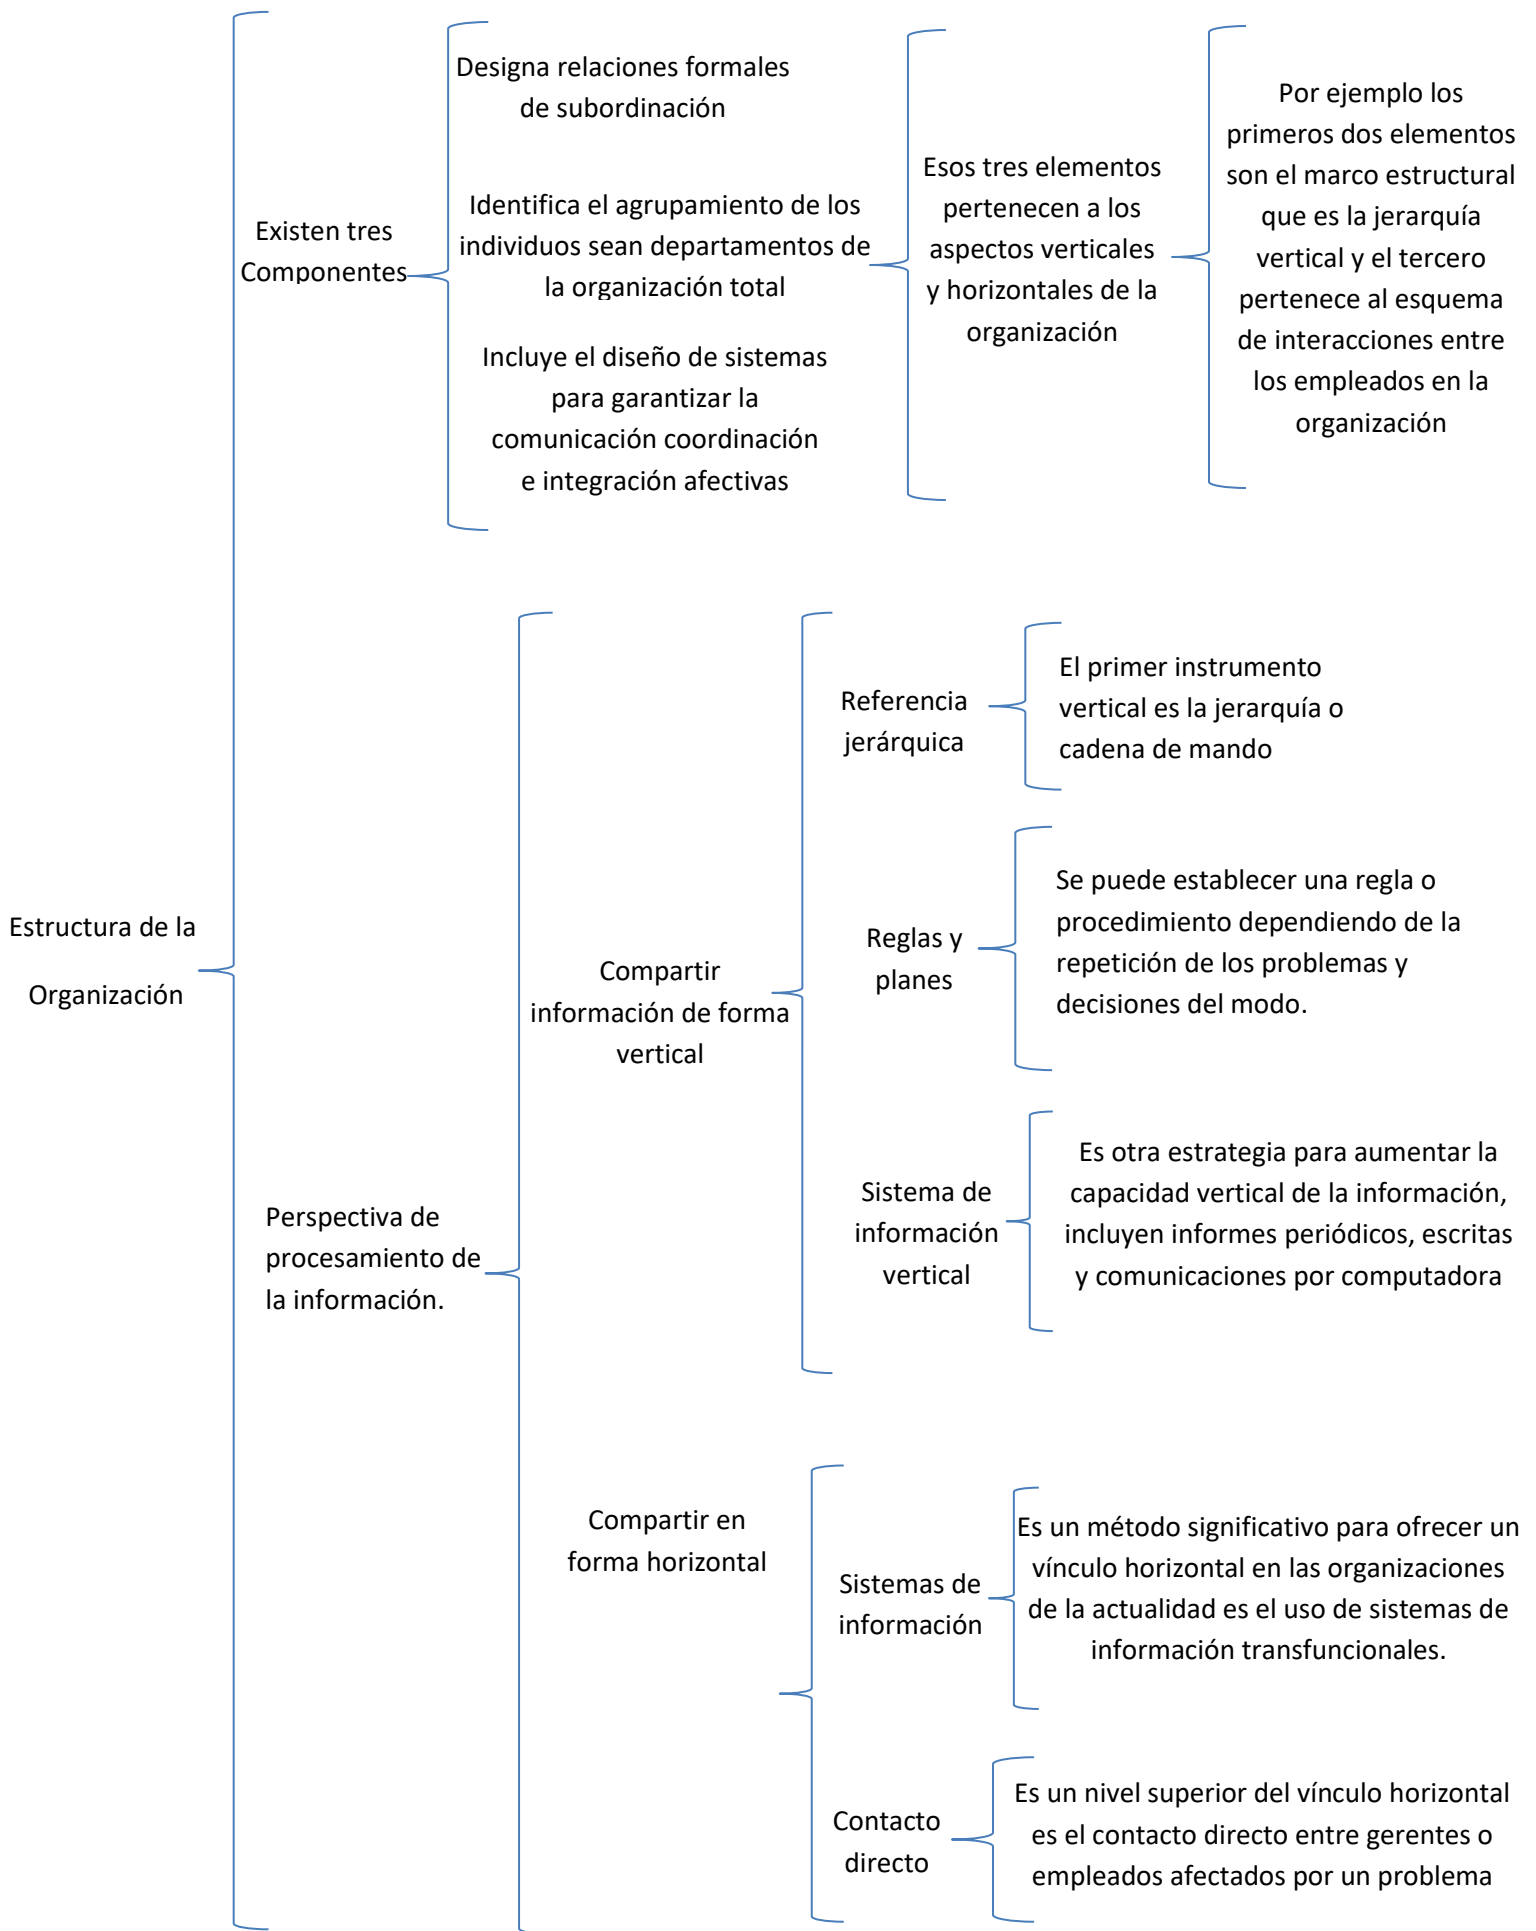 Estructura de la
Organización
Existen tres
Componentes
Designa relaciones formales
de subordinación
Identifica el agrupamiento de los
individuos sean departamentos de
la organización total
Incluye el diseño de sistemas
para garantizar la
comunicación coordinación
e integración afectivas
Esos tres elementos
pertenecen a los
aspectos verticales
y horizontales de la
organización
Por ejemplo los
primeros dos elementos
son el marco estructural
que es la jerarquía
vertical y el tercero
pertenece al esquema
de interacciones entre
los empleados en la
organización
Perspectiva de
procesamiento de
la información.
Compartir
información de forma
vertical
Referencia
jerárquica
El primer instrumento
vertical es la jerarquía o
cadena de mando
Reglas y
planes
Se puede establecer una regla o
procedimiento dependiendo de la
repetición de los problemas y
decisiones del modo.
Sistema de
información
vertical
Es otra estrategia para aumentar la
capacidad vertical de la información,
incluyen informes periódicos, escritas
y comunicaciones por computadora
Compartir en
forma horizontal
Sistemas de
información
Es un método significativo para ofrecer un
vínculo horizontal en las organizaciones
de la actualidad es el uso de sistemas de
información transfuncionales.
Contacto
directo
Es un nivel superior del vínculo horizontal
es el contacto directo entre gerentes o
empleados afectados por un problema